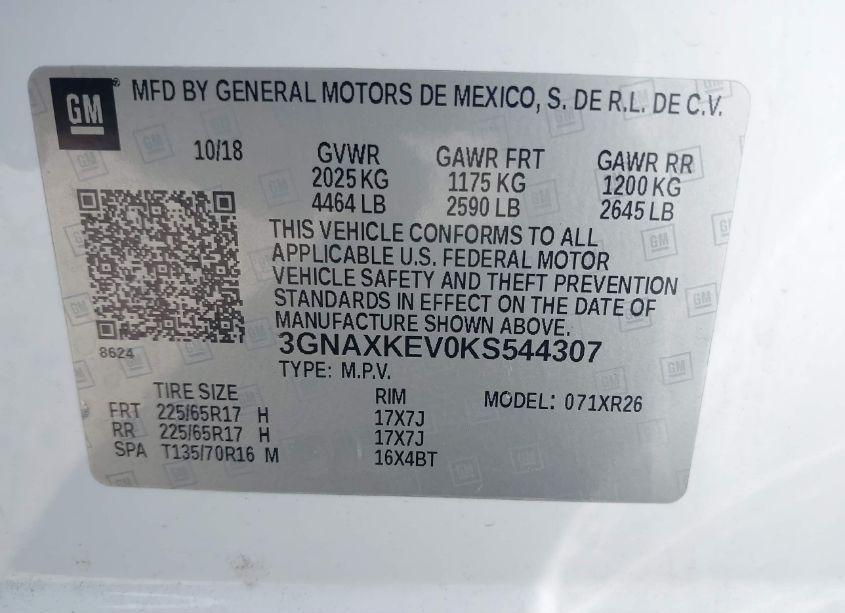 GM ® MFD BY GENERAL MOTORS DE MEXICO, S. DE R.L. DE C.V.
10/18 GVWR GAWR FRT GAWR RR
2025 KG 1175 KG 1200 KG
4464 LB 2590 LB 2645 LB
THIS VEHICLE CONFORMS TO ALL
APPLICABLE U.S. FEDERAL MOTOR
VEHICLE SAFETY AND THEFT PREVENTION
STANDARDS IN EFFECT ON THE DATE OF
MANUFACTURE SHOWN ABOVE.
8624 3GNAXKEV0KS544307
TYPE: M.P.V.
TIRE SIZE RIM MODEL: 071XR26
FRT 225/65R17 H 17X7J
RR 225/65R17 H 17X7J
SPA T135/70R16 M 16X4BT